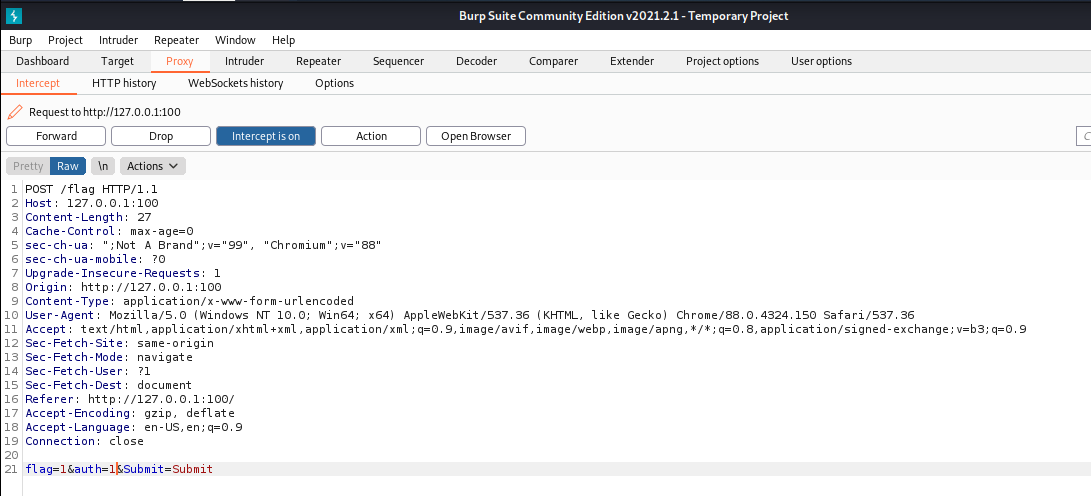 Burp Suite Community Edition v2021.2.1 - Temporary Project
Burp Project Intruder Repeater Window Help
Dashboard Target Proxy Intruder Repeater Sequencer Decoder Comparer Extender Project options User options
Intercept HTTP history WebSockets history Options
Request to http://127.0.0.1:100
Forward Drop Intercept is on Action Open Browser
Pretty Raw \n Actions
1 POST /flag HTTP/1.1
2 Host: 127.0.0.1:100
3 Content-Length: 27
4 Cache-Control: max-age=0
5 sec-ch-ua: ";Not A Brand";v="99", "Chromium";v="88"
6 sec-ch-ua-mobile: ?0
7 Upgrade-Insecure-Requests: 1
8 Origin: http://127.0.0.1:100
9 Content-Type: application/x-www-form-urlencoded
10 User-Agent: Mozilla/5.0 (Windows NT 10.0; Win64; x64) AppleWebKit/537.36 (KHTML, like Gecko) Chrome/88.0.4324.150 Safari/537.36
11 Accept: text/html,application/xhtml+xml,application/xml;q=0.9,image/avif,image/webp,image/apng,*/*;q=0.8,application/signed-exchange;v=b3;q=0.9
12 Sec-Fetch-Site: same-origin
13 Sec-Fetch-Mode: navigate
14 Sec-Fetch-User: ?1
15 Sec-Fetch-Dest: document
16 Referer: http://127.0.0.1:100/
17 Accept-Encoding: gzip, deflate
18 Accept-Language: en-US,en;q=0.9
19 Connection: close
20
21 flag=1&auth=1&Submit=Submit